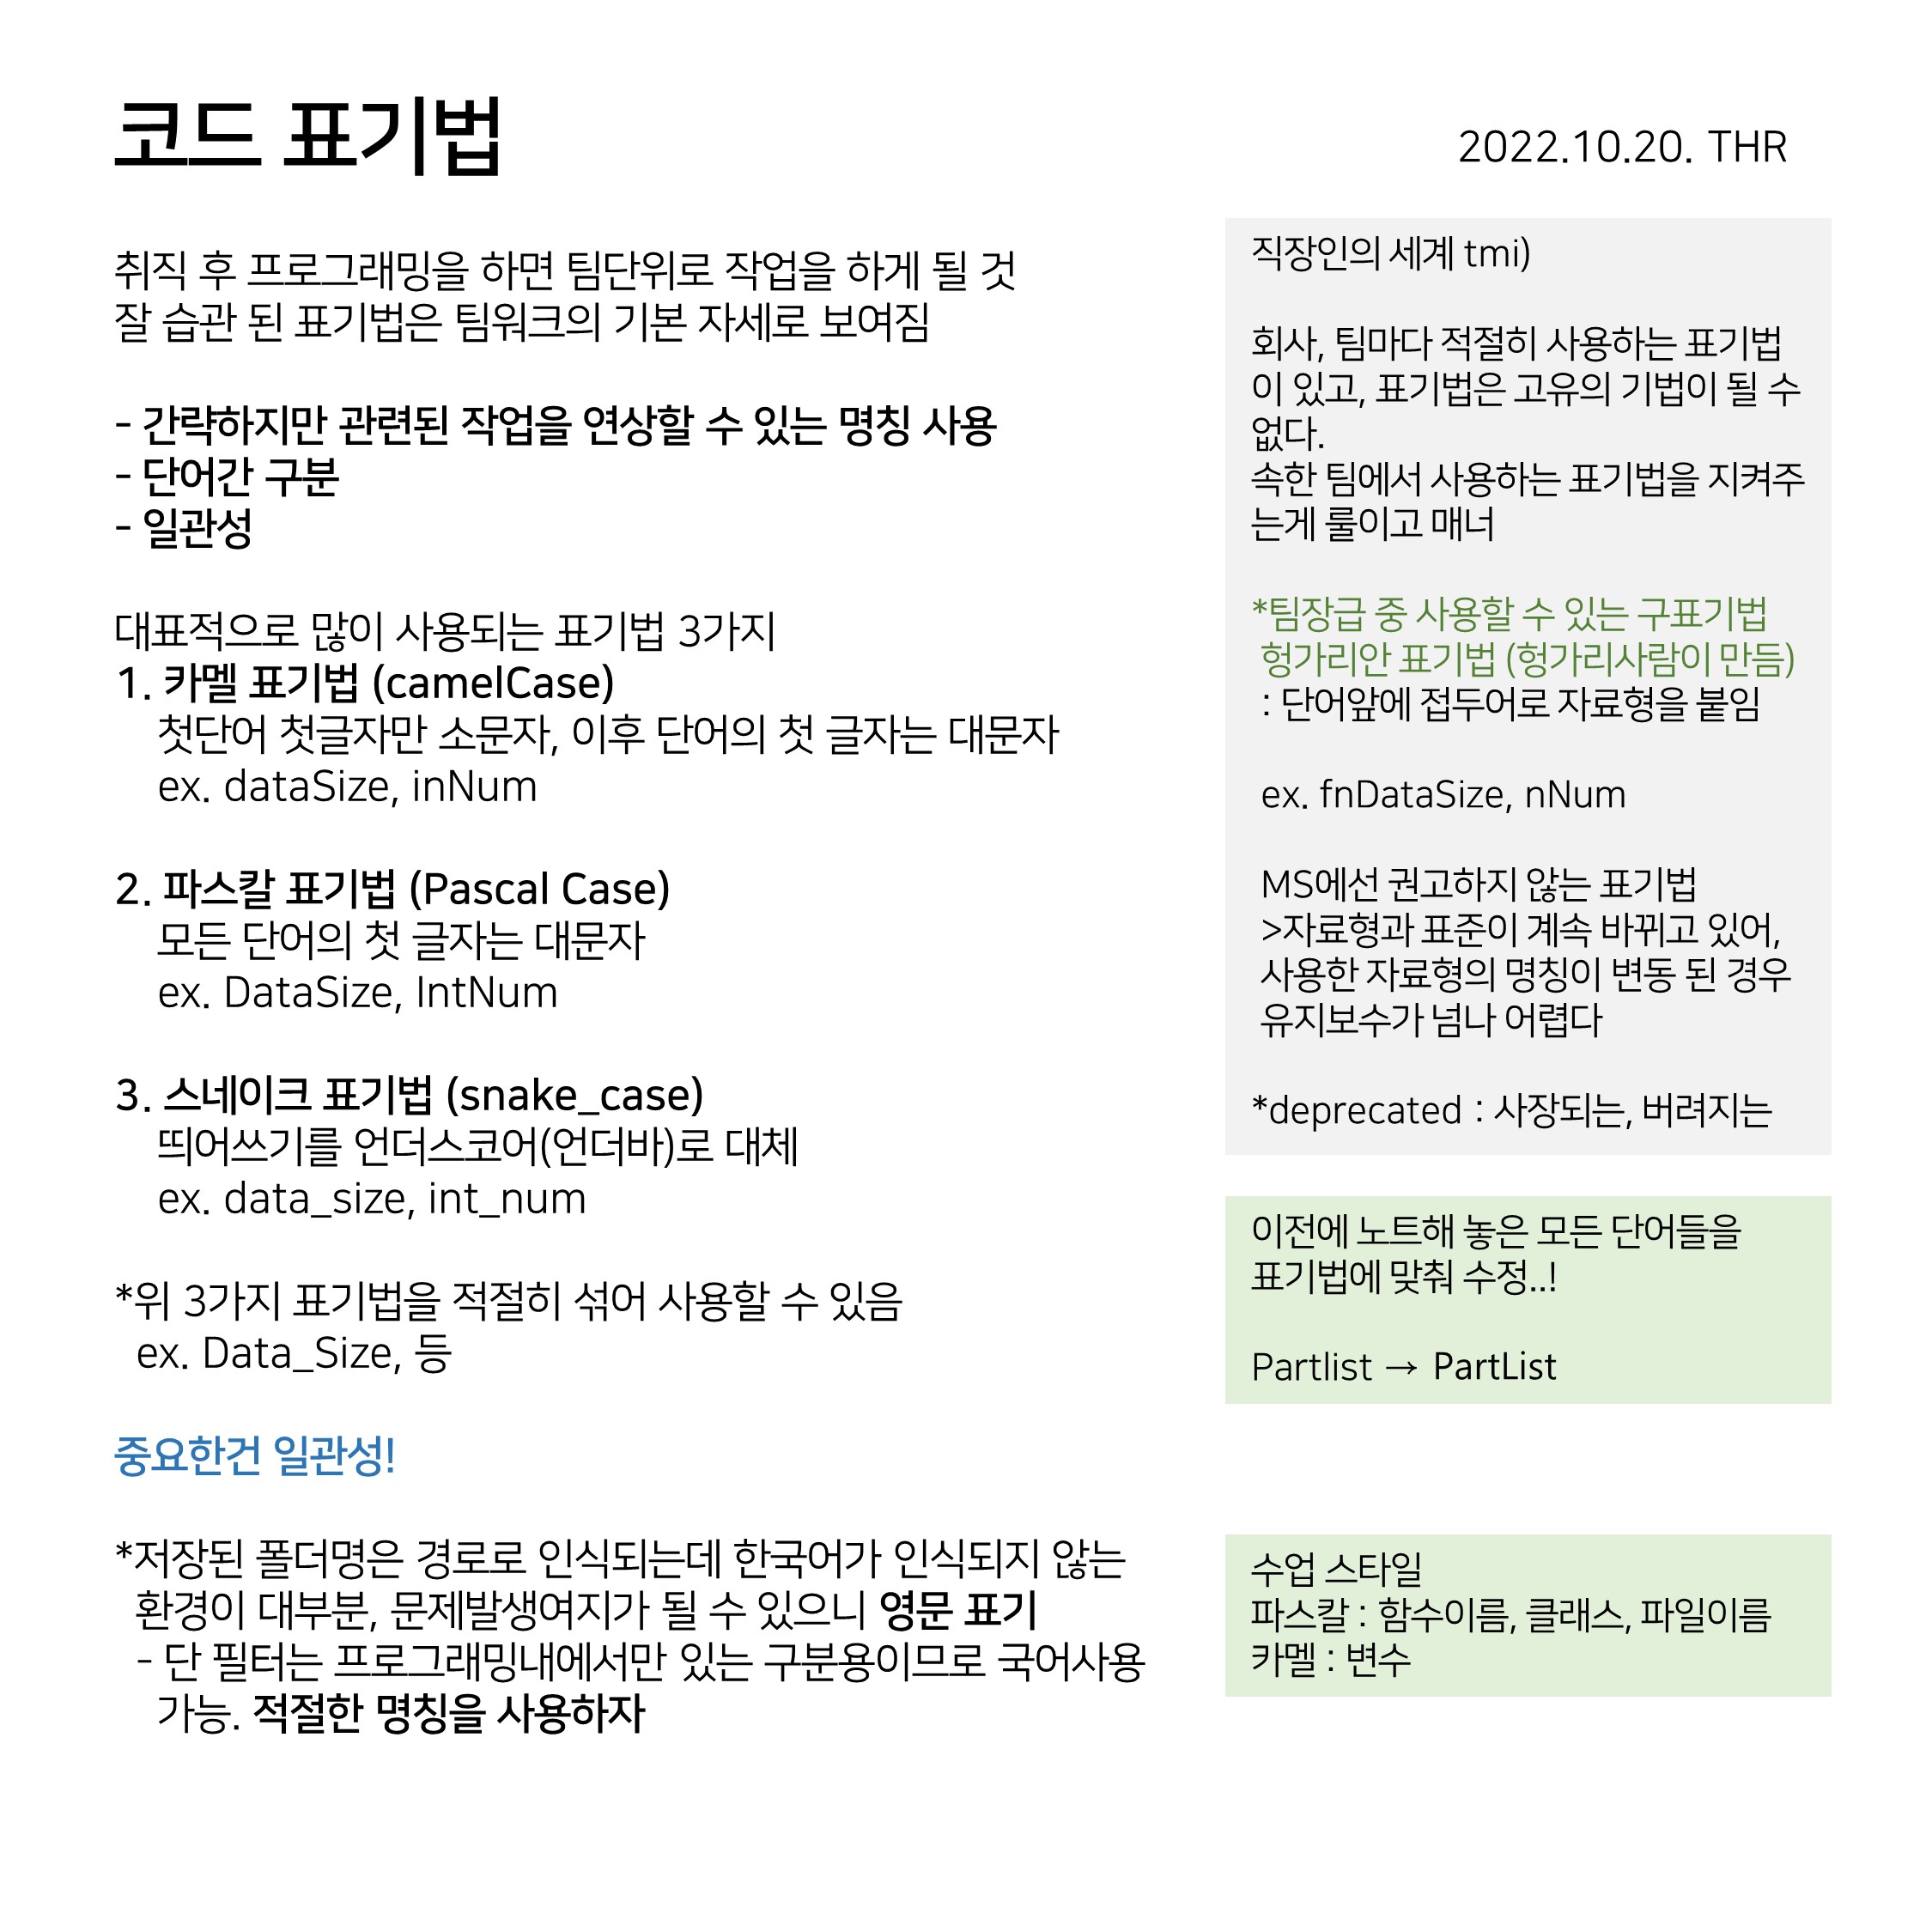 코드 표기법
2022.10.20. THR
취직 후 프로그래밍을 하면 팀단위로 작업을 하게 될 것
잘 습관 된 표기법은 팀워크의 기본 자세로 보여짐
- 간략하지만 관련된 작업을 연상할 수 있는 명칭 사용
- 단어간 구분
- 일관성
대표적으로 많이 사용되는 표기법 3가지
1. 카멜 표기법 (camelCase)
첫단어 첫글자만 소문자, 이후 단어의 첫 글자는 대문자
ex. dataSize, inNum
2. 파스칼 표기법 (Pascal Case)
모든 단어의 첫 글자는 대문자
ex. DataSize, IntNum
3. 스네이크 표기법 (snake_case)
띄어쓰기를 언더스코어(언더바)로 대체
ex. data_size, int_num
*위 3가지 표기법을 적절히 섞어 사용할 수 있음
ex. Data_Size, 등
중요한건 일관성!
*저장된 폴더명은 경로로 인식되는데 한국어가 인식되지 않는
환경이 대부분, 문제발생여지가 될 수 있으니 영문 표기
- 단 필터는 프로그래밍내에서만 있는 구분용이므로 국어사용
가능. 적절한 명칭을 사용하자
직장인의 세계 tmi)
회사, 팀마다 적절히 사용하는 표기법
이 있고, 표기법은 고유의 기법이 될 수
없다.
속한 팀에서 사용하는 표기법을 지켜주
는게 룰이고 매너
*팀장급 중 사용할 수 있는 구표기법
헝가리안 표기법 (헝가리사람이 만듬)
: 단어앞에 접두어로 자료형을 붙임
ex. fnDataSize, nNum
MS에선 권고하지 않는 표기법
>자료형과 표준이 계속 바뀌고 있어,
사용한 자료형의 명칭이 변동 된 경우
유지보수가 넘나 어렵다
*deprecated : 사장되는, 버려지는
이전에 노트해 놓은 모든 단어들을
표기법에 맞춰 수정..!
Partlist → PartList
수업 스타일
파스칼 : 함수이름, 클래스, 파일이름
카멜 : 변수